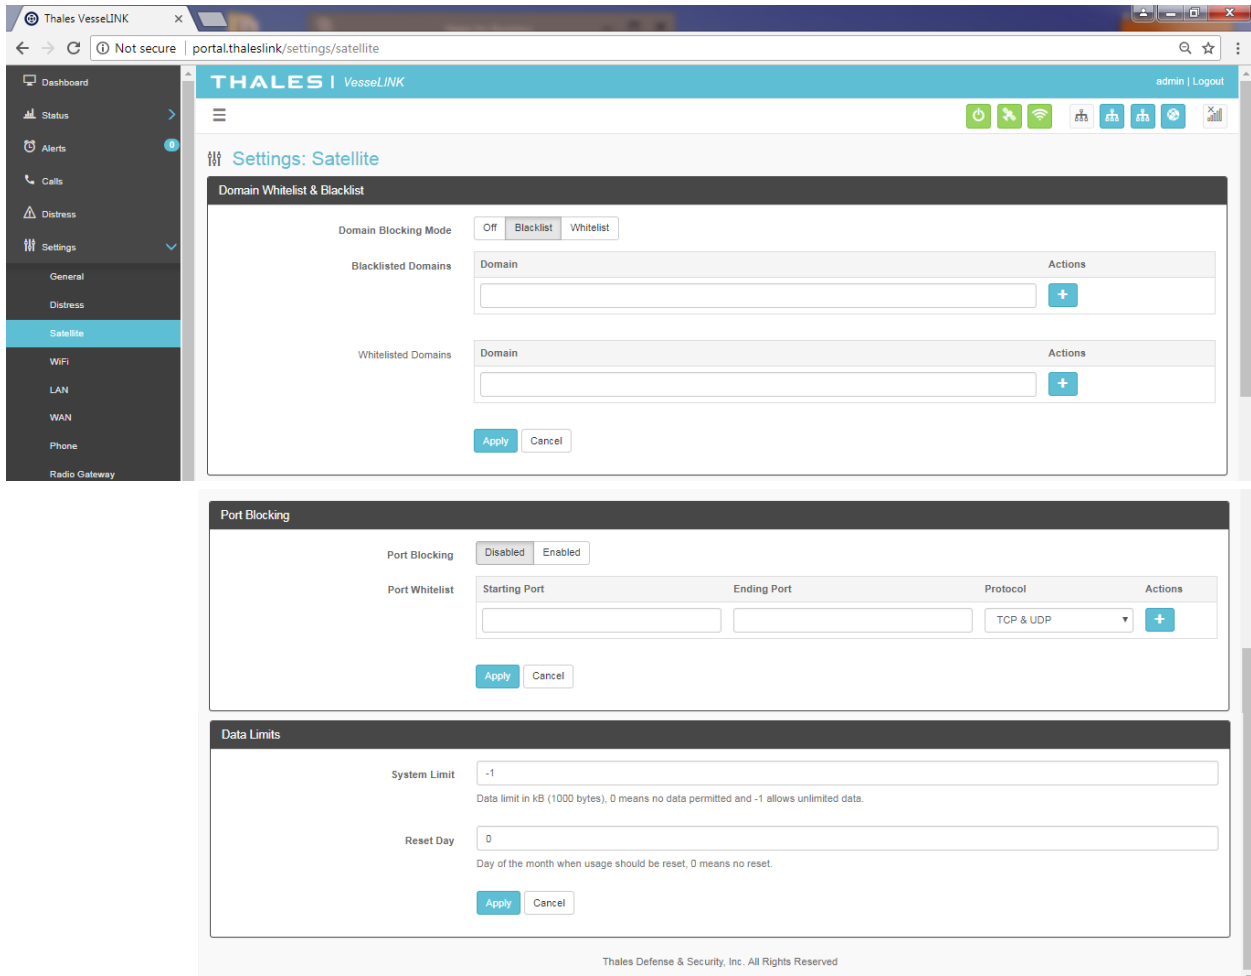 Thales VesseLINK
Not secure | portal.thaleslink/settings/satellite
Dashboard
Status
Alerts 0
Calls
Distress
Settings
General
Distress
Satellite
WiFi
LAN
WAN
Phone
Radio Gateway
THALES | VesseLINK
admin | Logout
Settings: Satellite
Domain Whitelist & Blacklist
Domain Blocking Mode Off Blacklist Whitelist
Blacklisted Domains Domain Actions
+
Whitelisted Domains Domain Actions
+
Apply Cancel
Port Blocking
Port Blocking Disabled Enabled
Port Whitelist Starting Port Ending Port Protocol Actions
TCP & UDP +
Apply Cancel
Data Limits
System Limit -1
Data limit in kB (1000 bytes), 0 means no data permitted and -1 allows unlimited data.
Reset Day 0
Day of the month when usage should be reset, 0 means no reset.
Apply Cancel
Thales Defense & Security, Inc. All Rights Reserved